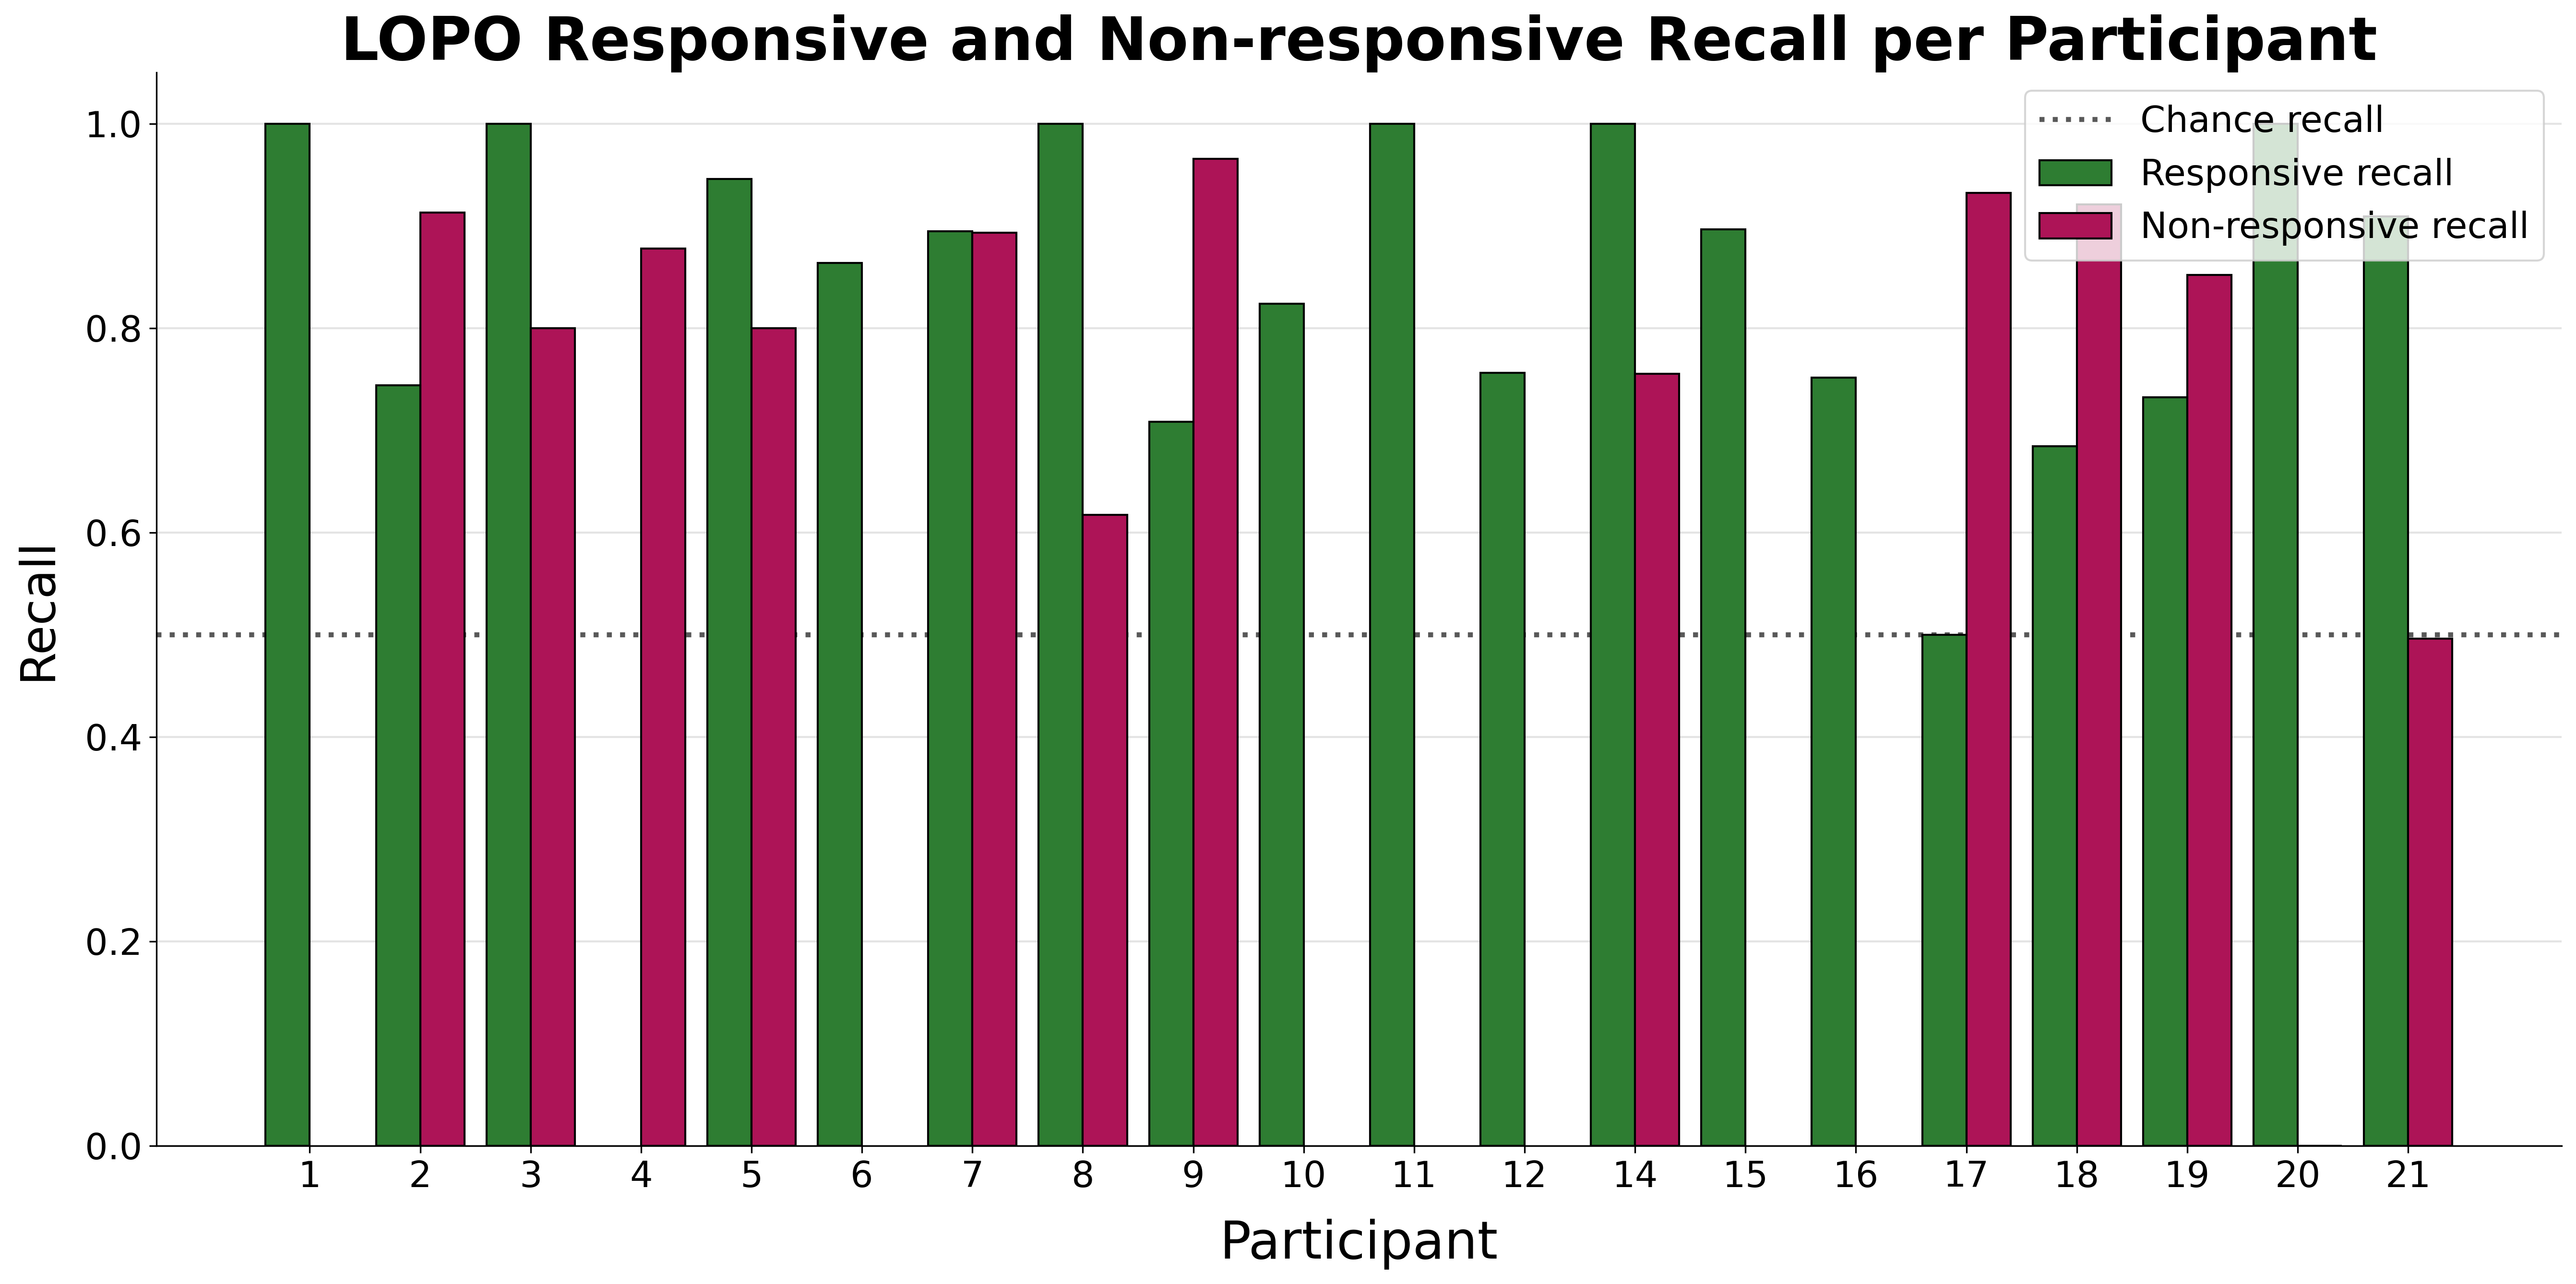 LOPO Responsive and Non-responsive Recall per Participant
Chance recall
Responsive recall
Non-responsive recall
Recall
1.0
0.8
0.6
0.4
0.2
0.0
1 2 3 4 5 6 7 8 9 10 11 12 14 15 16 17 18 19 20 21
Participant